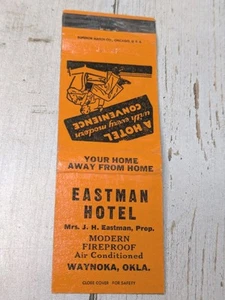 A HOTEL
with every modern
CONVENIENCE
YOUR HOME
AWAY FROM HOME
EASTMAN
HOTEL
Mrs. J. H. Eastman, Prop.
MODERN
FIREPROOF
Air Conditioned
WAYNOKA, OKLA.
CLOSE COVER FOR SAFETY